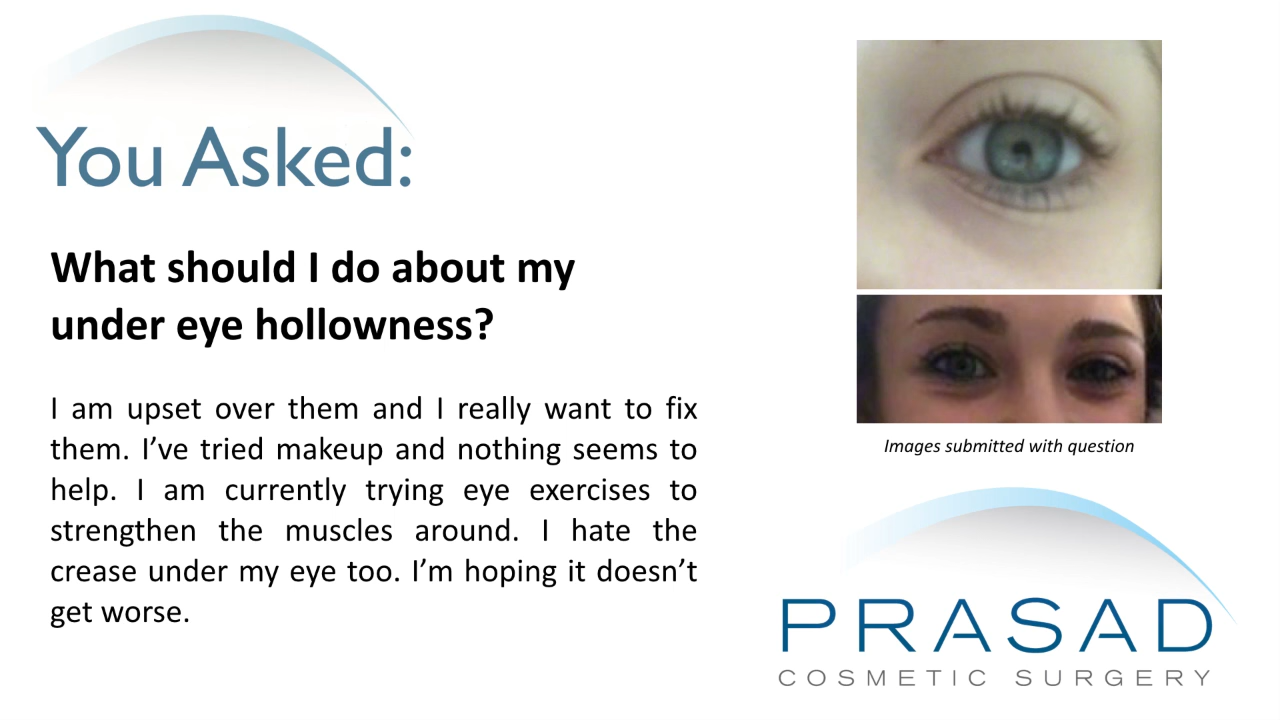 You Asked:
What should I do about my
under eye hollowness?
I am upset over them and I really want to fix
them. I’ve tried makeup and nothing seems to
help. I am currently trying eye exercises to
strengthen the muscles around. I hate the
crease under my eye too. I’m hoping it doesn’t
get worse.
Images submitted with question
PRASAD
COSMETIC SURGERY